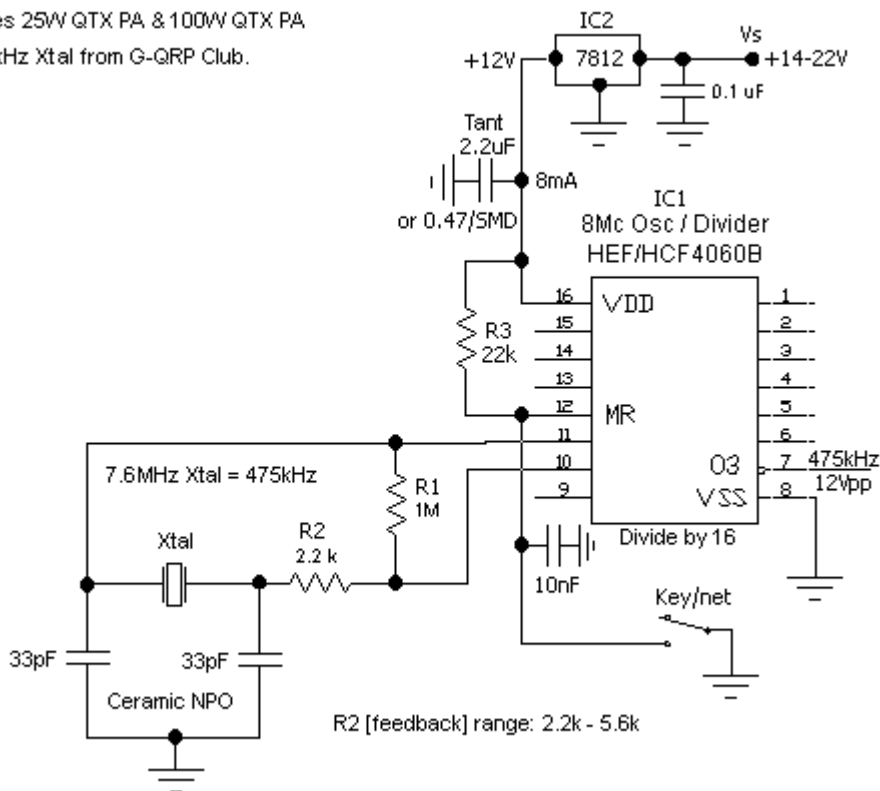 25W QTX PA & 100W QTX PA
Xtal from G-QRP Club.
IC2
Vs
+12V
7812
+14-22V
0.1 uF
Tant
2.2uF
8mA
or 0.47/SMD
IC1
8Mc Osc / Divider
HEF/HCF4060B
16
VDD
1
15
2
R3
22k
14
3
13
4
12
MR
5
11
6
10
O3
7
475kHz
12Vpp
9
VSS
8
7.6MHz Xtal = 475kHz
R1
1M
Xtal
R2
2.2 k
Divide by 16
10nF
Key/net
33pF
33pF
Ceramic NPO
R2 [feedback] range: 2.2k - 5.6k